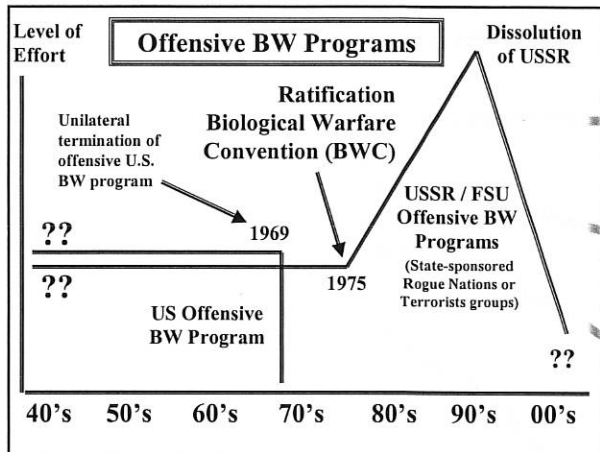 Level of
Effort
Offensive BW Programs
Dissolution
of USSR
Unilateral
termination of
offensive U.S.
BW program
Ratification
Biological Warfare
Convention (BWC)
??
1969
??
1975
USSR / FSU
Offensive BW
Programs
(State-sponsored
Rogue Nations or
Terrorists groups)
US Offensive
BW Program
??
40's 50's 60's 70's 80's 90's 00's